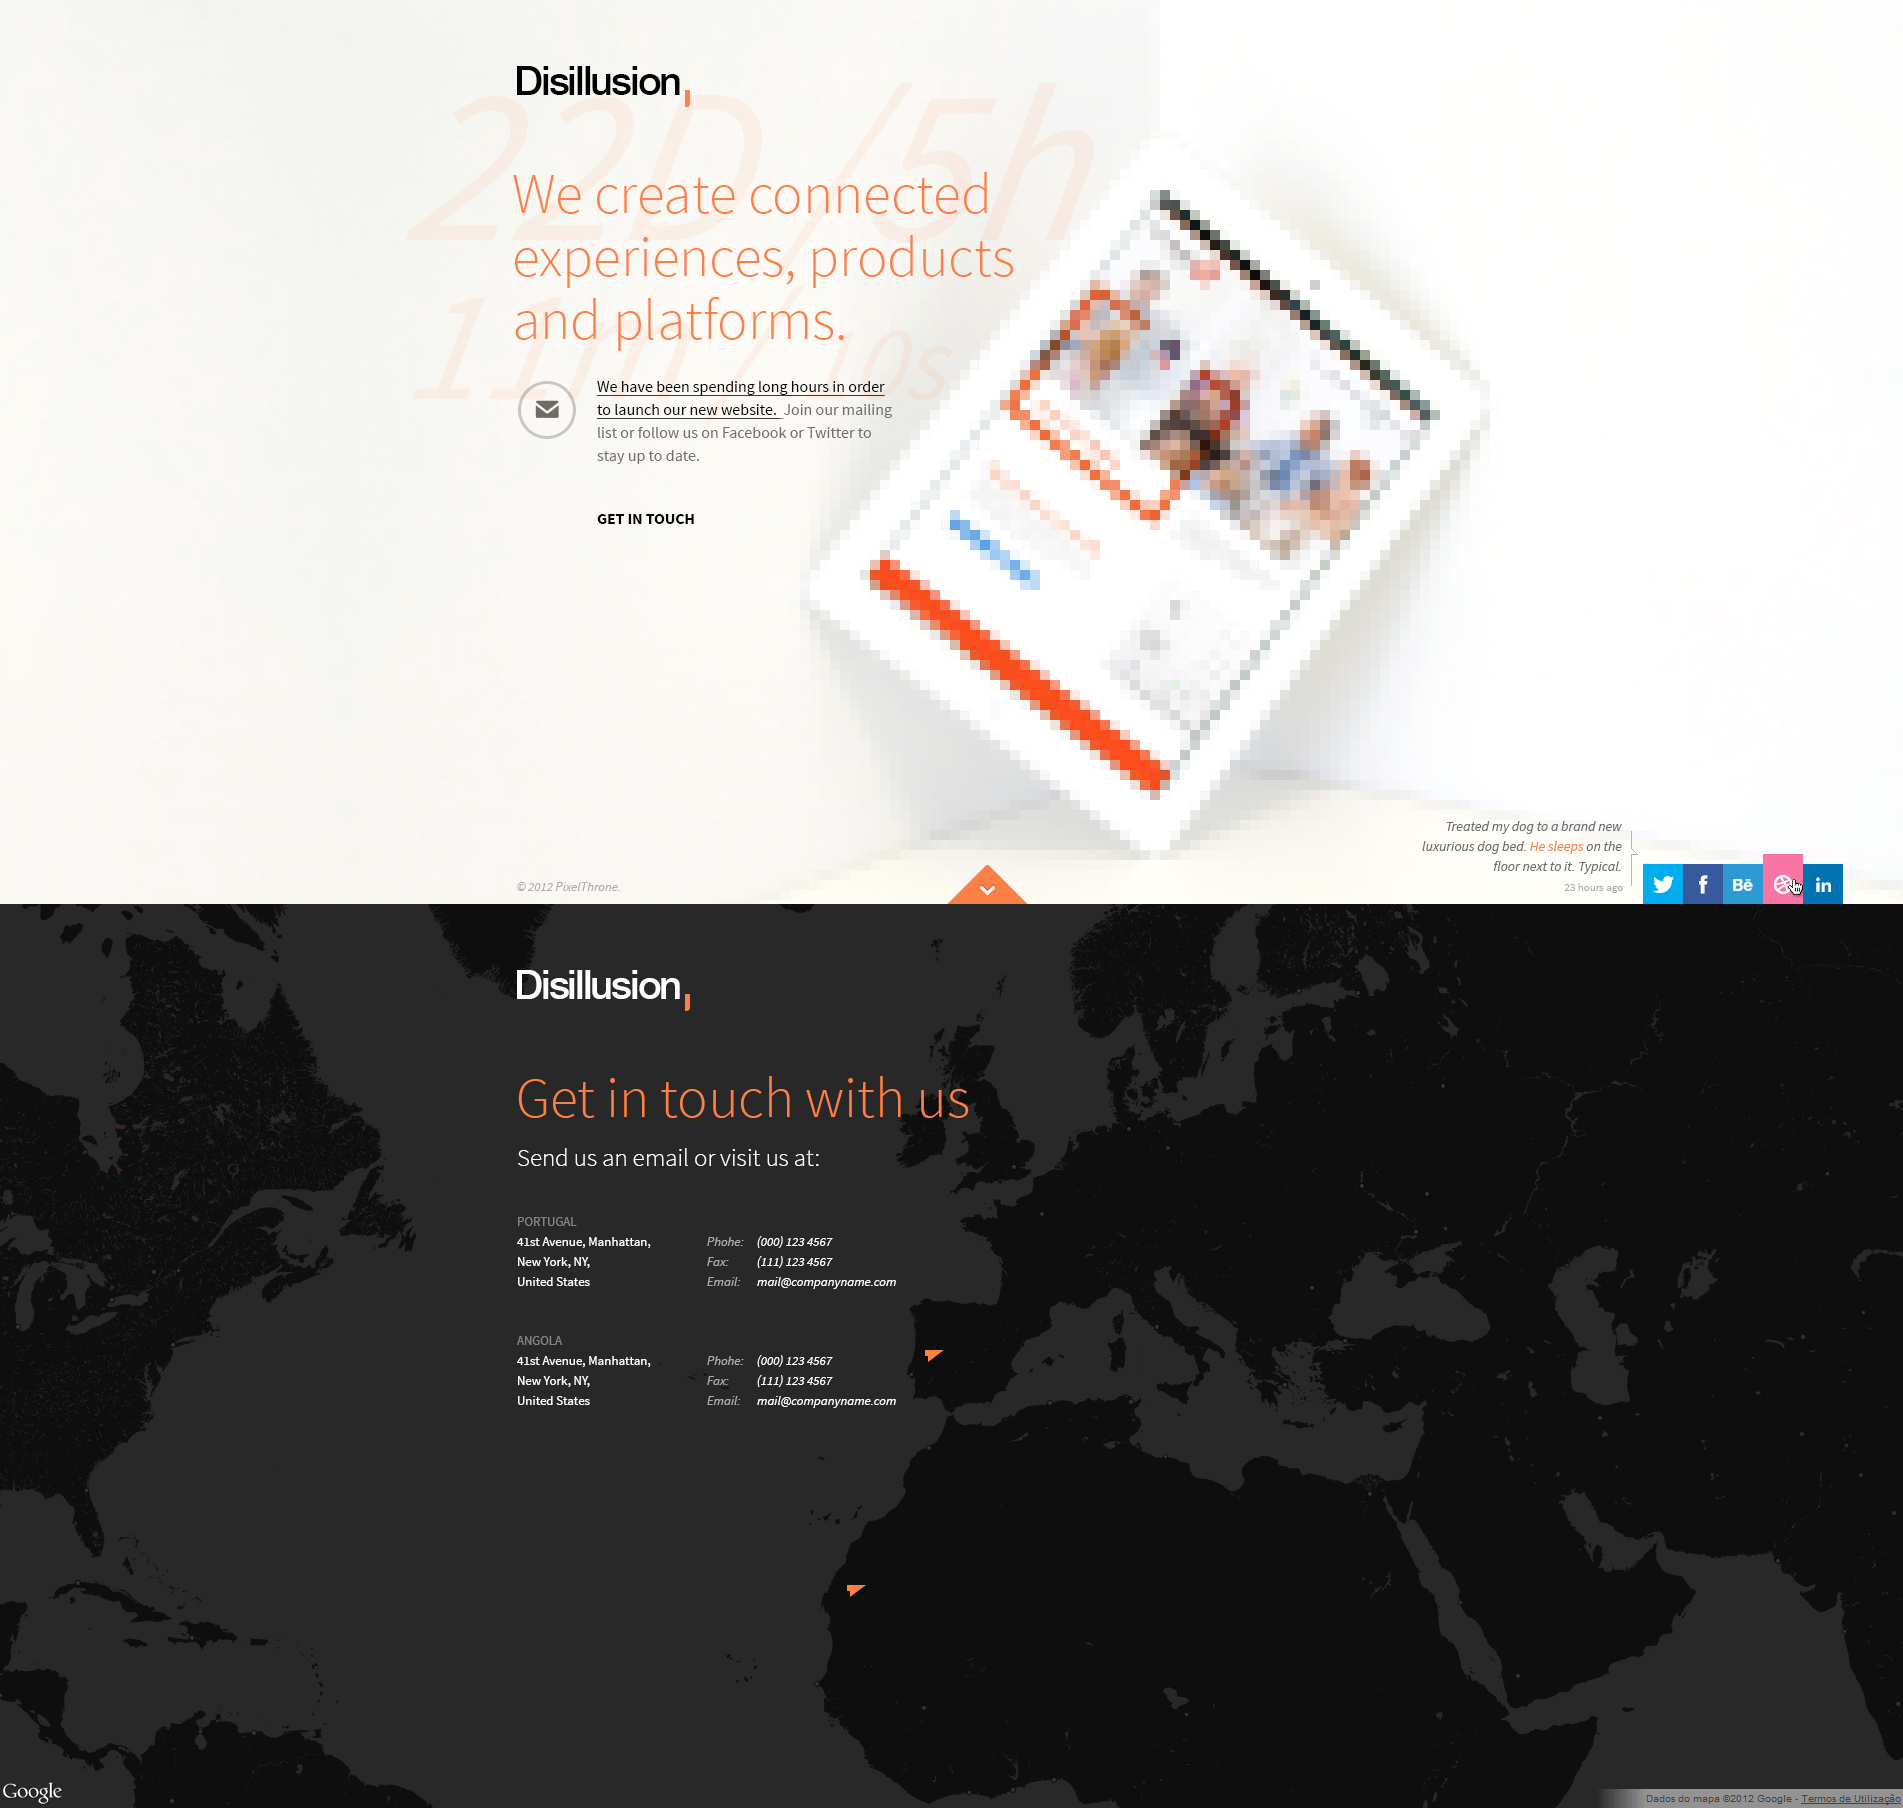 Disillusion,
22D/5h
11m/10s
We create connected
experiences, products
and platforms.
We have been spending long hours in order
to launch our new website. Join our mailing
list or follow us on Facebook or Twitter to
stay up to date.
GET IN TOUCH
Treated my dog to a brand new
luxurious dog bed. He sleeps on the
floor next to it. Typical.
23 hours ago
© 2012 PixelThrone.
f
Bē
in
Disillusion,
Get in touch with us
Send us an email or visit us at:
PORTUGAL
41st Avenue, Manhattan,
New York, NY,
United States
Phohe: (000) 123 4567
Fax: (111) 123 4567
Email: mail@companyname.com
ANGOLA
41st Avenue, Manhattan,
New York, NY,
United States
Phohe: (000) 123 4567
Fax: (111) 123 4567
Email: mail@companyname.com
Google
Dados do mapa ©2012 Google - Termos de Utilização